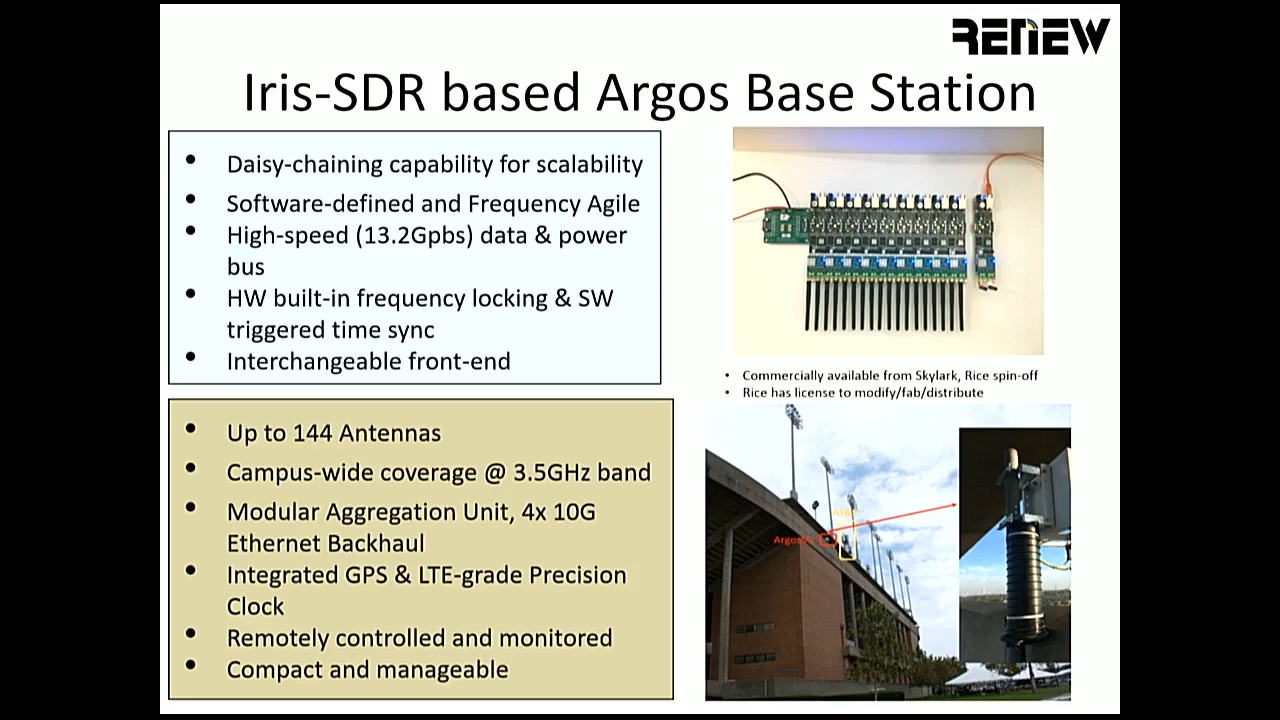 RENEW
Iris-SDR based Argos Base Station
• Daisy-chaining capability for scalability
• Software-defined and Frequency Agile
• High-speed (13.2Gpbs) data & power
bus
• HW built-in frequency locking & SW
triggered time sync
• Interchangeable front-end
• Commercially available from Skylark, Rice spin-off
• Rice has license to modify/fab/distribute
• Up to 144 Antennas
• Campus-wide coverage @ 3.5GHz band
• Modular Aggregation Unit, 4x 10G
Ethernet Backhaul
• Integrated GPS & LTE-grade Precision
Clock
• Remotely controlled and monitored
• Compact and manageable